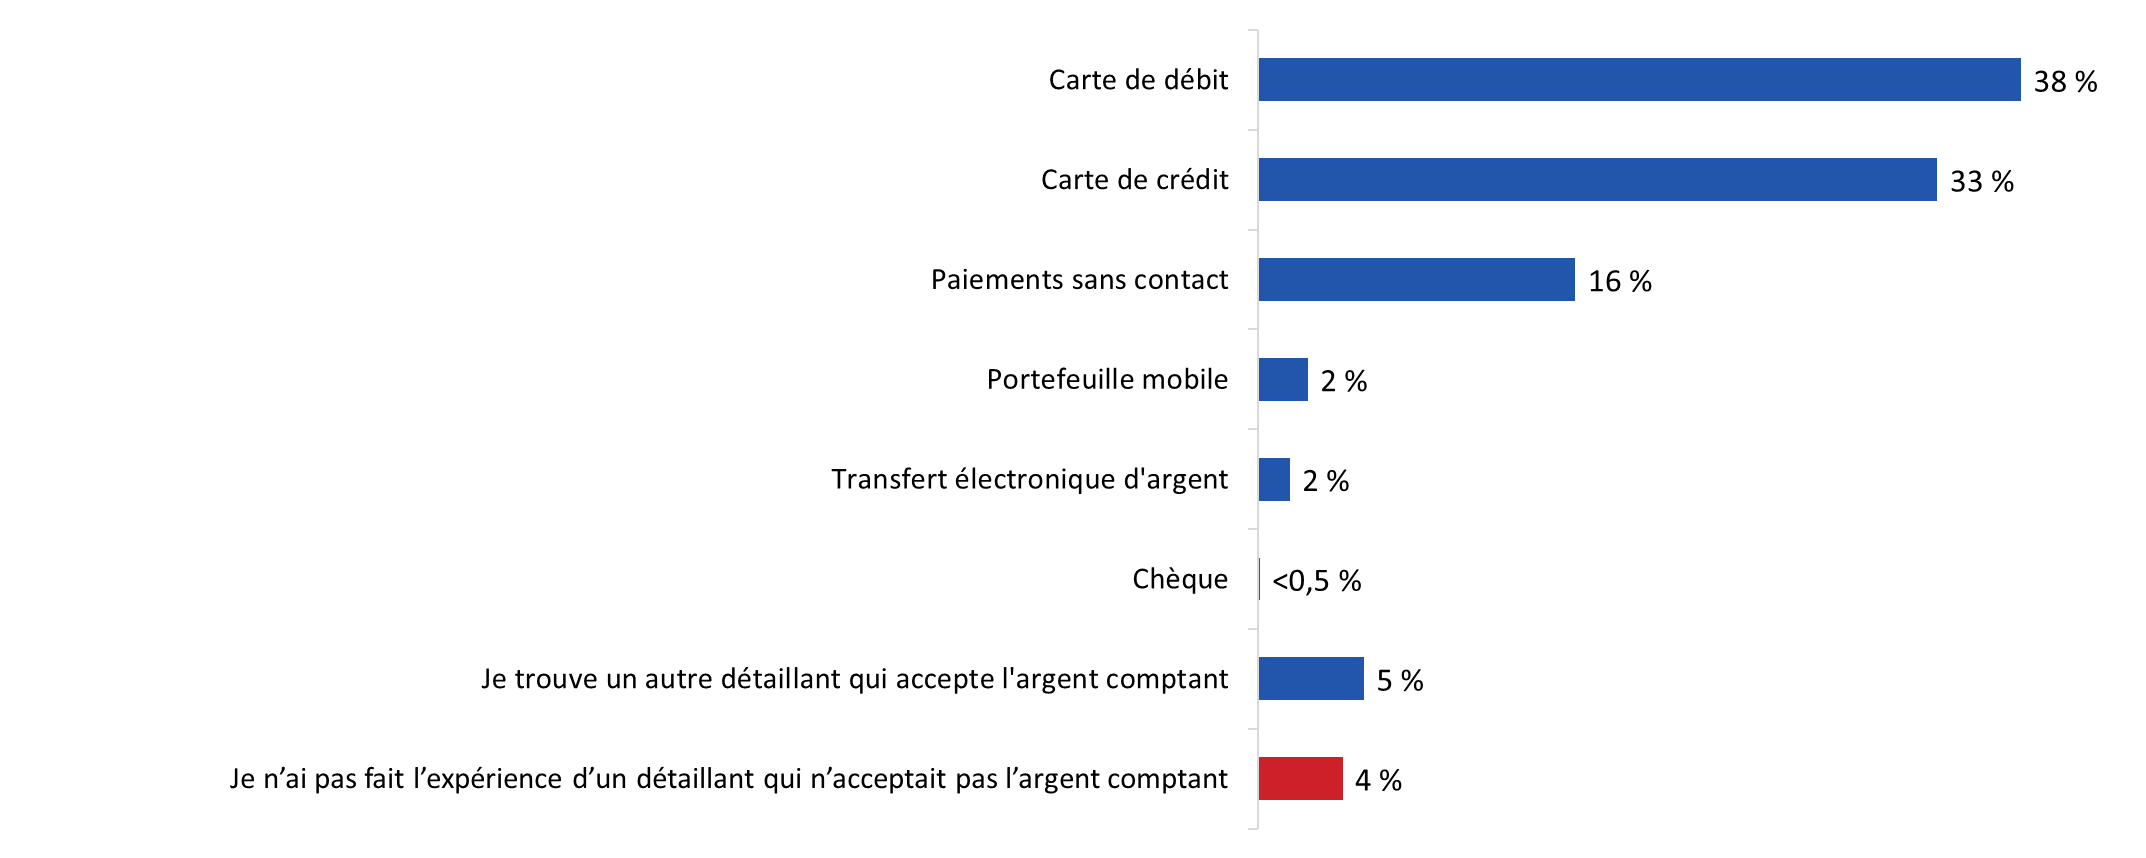 Carte de débit 38 %
Carte de crédit 33 %
Paiements sans contact 16 %
Portefeuille mobile 2 %
Transfert électronique d'argent 2 %
Chèque <0,5 %
Je trouve un autre détaillant qui accepte l'argent comptant 5 %
Je n’ai pas fait l’expérience d’un détaillant qui n’acceptait pas l’argent comptant 4 %